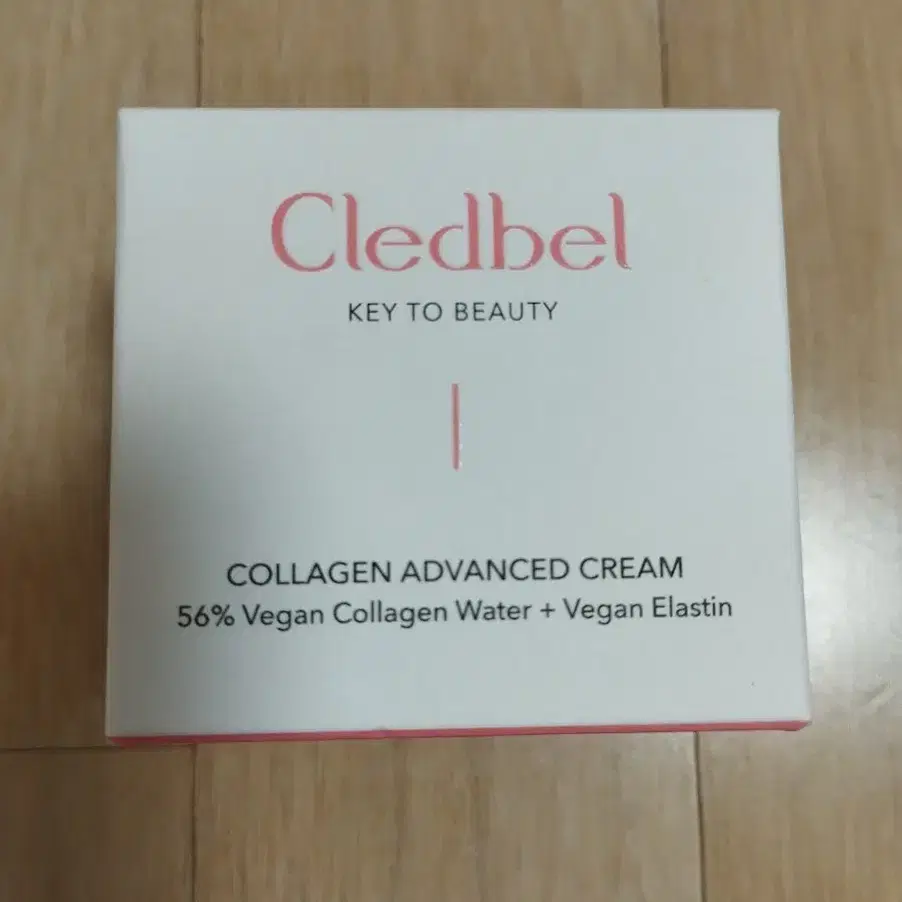 Cledbel
KEY TO BEAUTY
COLLAGEN ADVANCED CREAM
56% Vegan Collagen Water + Vegan Elastin